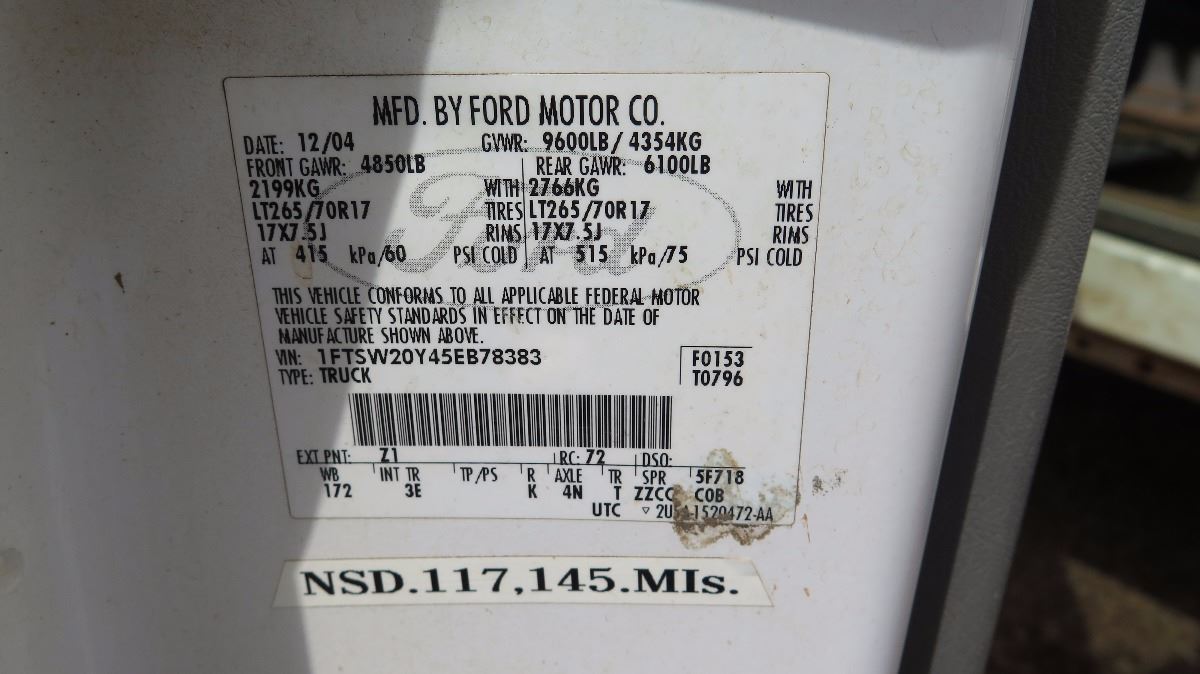 MFD. BY FORD MOTOR CO.
DATE: 12/04 GVWR: 9600LB/ 4354KG
FRONT GAWR: 4850LB REAR GAWR: 6100LB
2199KG WITH 2766KG WITH
LT265/70R17 TIRES LT265/70R17 TIRES
17X7.5J RIMS 17X7.5J RIMS
AT 415 kPa/60 PSI COLD AT 515 kPa/75 PSI COLD
Ford
THIS VEHICLE CONFORMS TO ALL APPLICABLE FEDERAL MOTOR
VEHICLE SAFETY STANDARDS IN EFFECT ON THE DATE OF
MANUFACTURE SHOWN ABOVE.
VIN: 1FTSW20Y45EB78383 F0153
TYPE: TRUCK T0796
EXT PNT: Z1 RC: 72 DSO:
WB INT TR TP/PS R AXLE TR SPR 5F718
172 3E K 4N T ZZCC COB
UTC ▿ 1520472-AA
NSD.117,145.MIs.